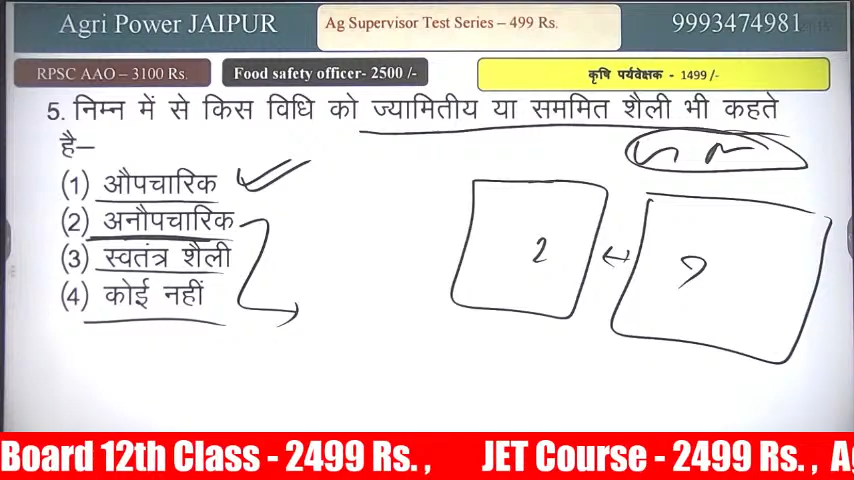 Agri Power JAIPUR
Ag Supervisor Test Series – 499 Rs.
9993474981
RPSC AAO – 3100 Rs.
Food safety officer- 2500 /-
कृषि पर्यवेक्षक - 1499 /-
5. निम्न में से किस विधि को ज्यामितीय या सममित शैली भी कहते
है–
(1) औपचारिक
(2) अनौपचारिक
(3) स्वतंत्र शैली
(4) कोई नहीं
2
Board 12th Class - 2499 Rs. , JET Course - 2499 Rs. , A